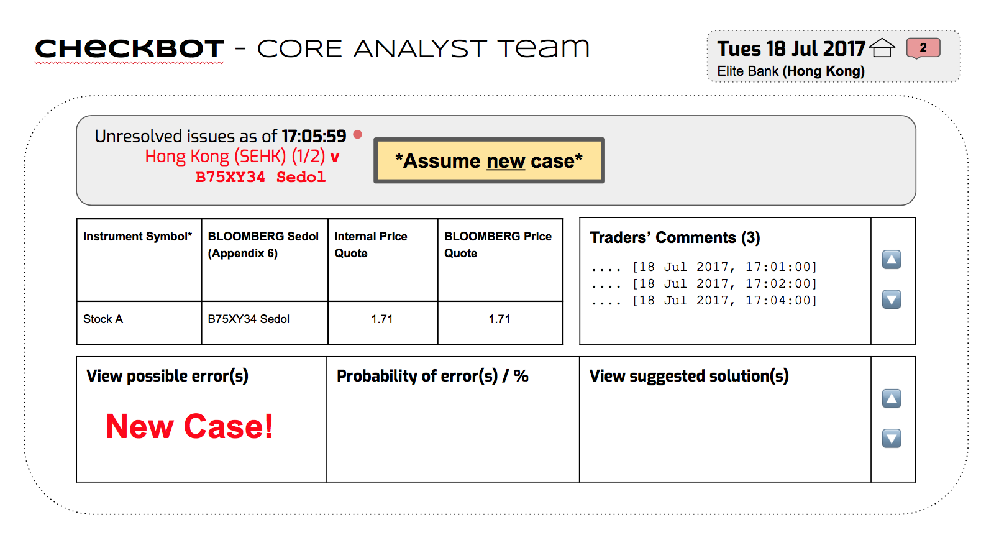 CHeCKBOT - CORE ANALYST Team
Tues 18 Jul 2017
2
Elite Bank (Hong Kong)
Unresolved issues as of 17:05:59
Hong Kong (SEHK) (1/2) v
B75XY34 Sedol
*Assume new case*
Instrument Symbol*
BLOOMBERG Sedol
(Appendix 6)
Internal Price
Quote
BLOOMBERG Price
Quote
Stock A
B75XY34 Sedol
1.71
1.71
Traders’ Comments (3)
.... [18 Jul 2017, 17:01:00]
.... [18 Jul 2017, 17:02:00]
.... [18 Jul 2017, 17:04:00]
View possible error(s)
New Case!
Probability of error(s) / %
View suggested solution(s)